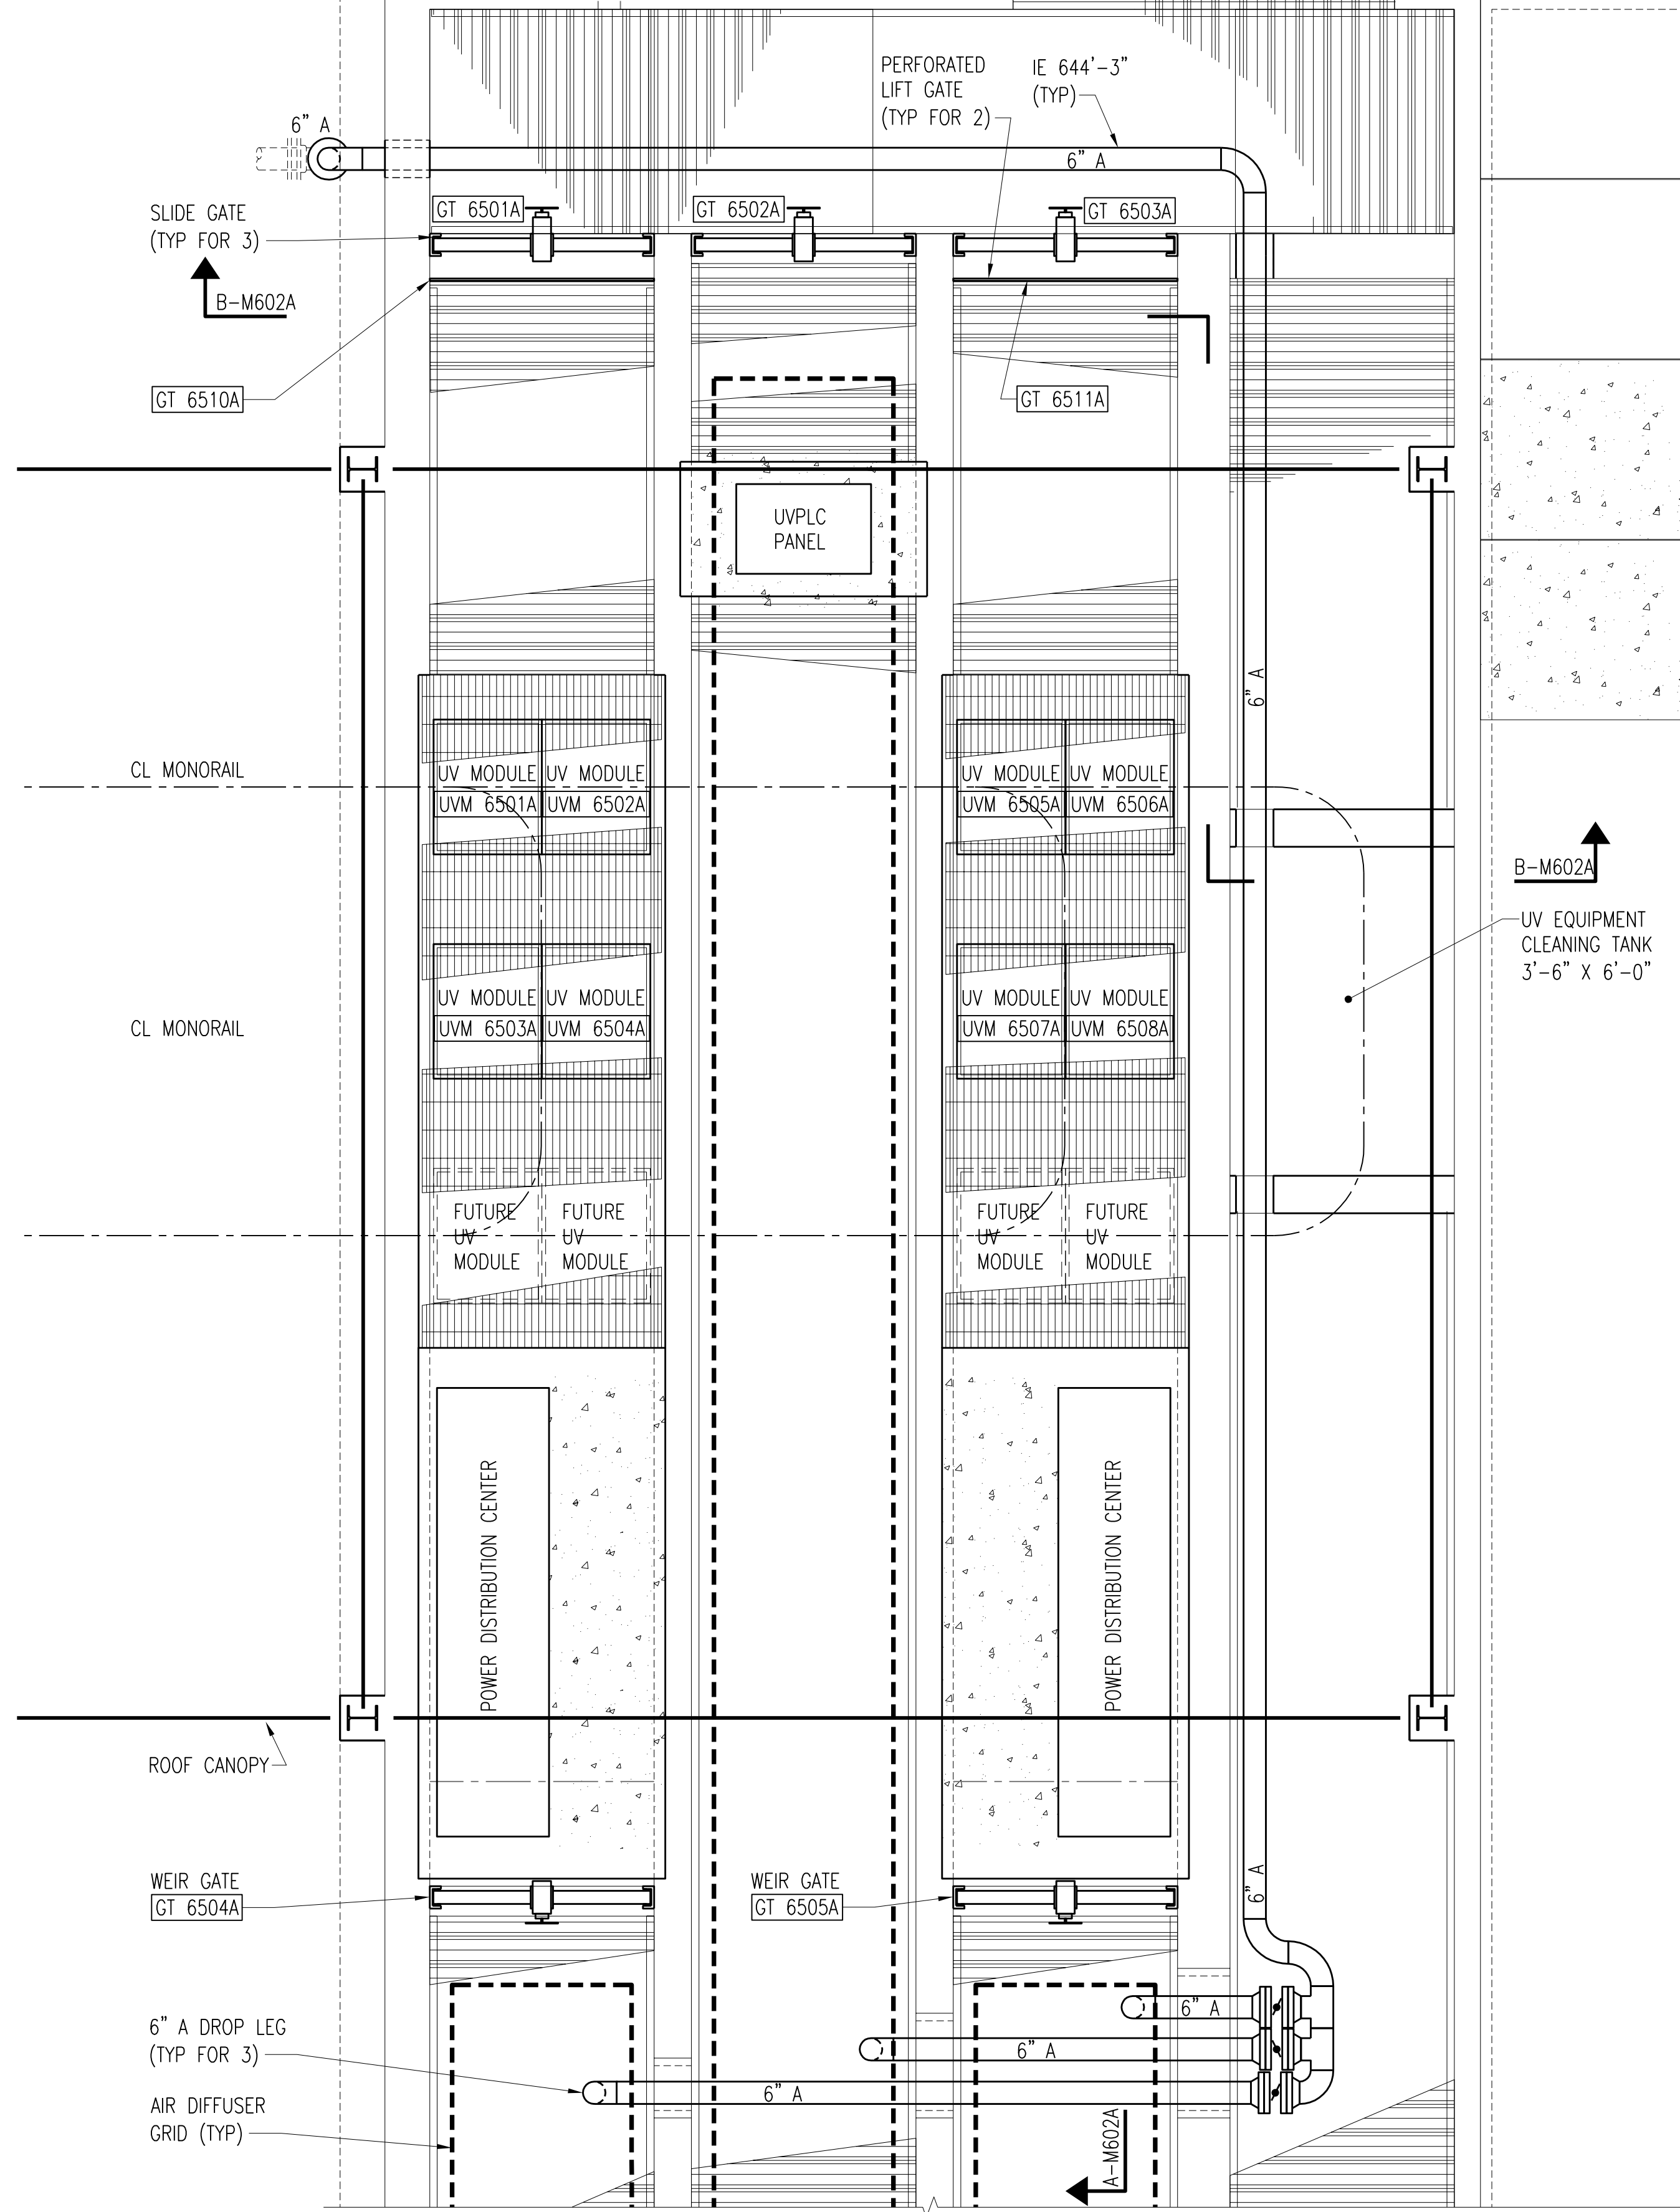 PERFORATED
LIFT GATE
(TYP FOR 2)
IE 644'-3"
(TYP)
6" A
6" A
SLIDE GATE
(TYP FOR 3)
GT 6501A
GT 6502A
GT 6503A
B-M602A
GT 6510A
GT 6511A
UVPLC
PANEL
6" A
CL MONORAIL
UV MODULE
UVM 6501A
UV MODULE
UVM 6502A
UV MODULE
UVM 6505A
UV MODULE
UVM 6506A
B-M602A
UV EQUIPMENT
CLEANING TANK
3'-6" X 6'-0"
CL MONORAIL
UV MODULE
UVM 6503A
UV MODULE
UVM 6504A
UV MODULE
UVM 6507A
UV MODULE
UVM 6508A
FUTURE
UV
MODULE
FUTURE
UV
MODULE
FUTURE
UV
MODULE
FUTURE
UV
MODULE
POWER DISTRIBUTION CENTER
POWER DISTRIBUTION CENTER
ROOF CANOPY
WEIR GATE
GT 6504A
WEIR GATE
GT 6505A
6" A
6" A
6" A
6" A
6" A DROP LEG
(TYP FOR 3)
AIR DIFFUSER
GRID (TYP)
A-M602A